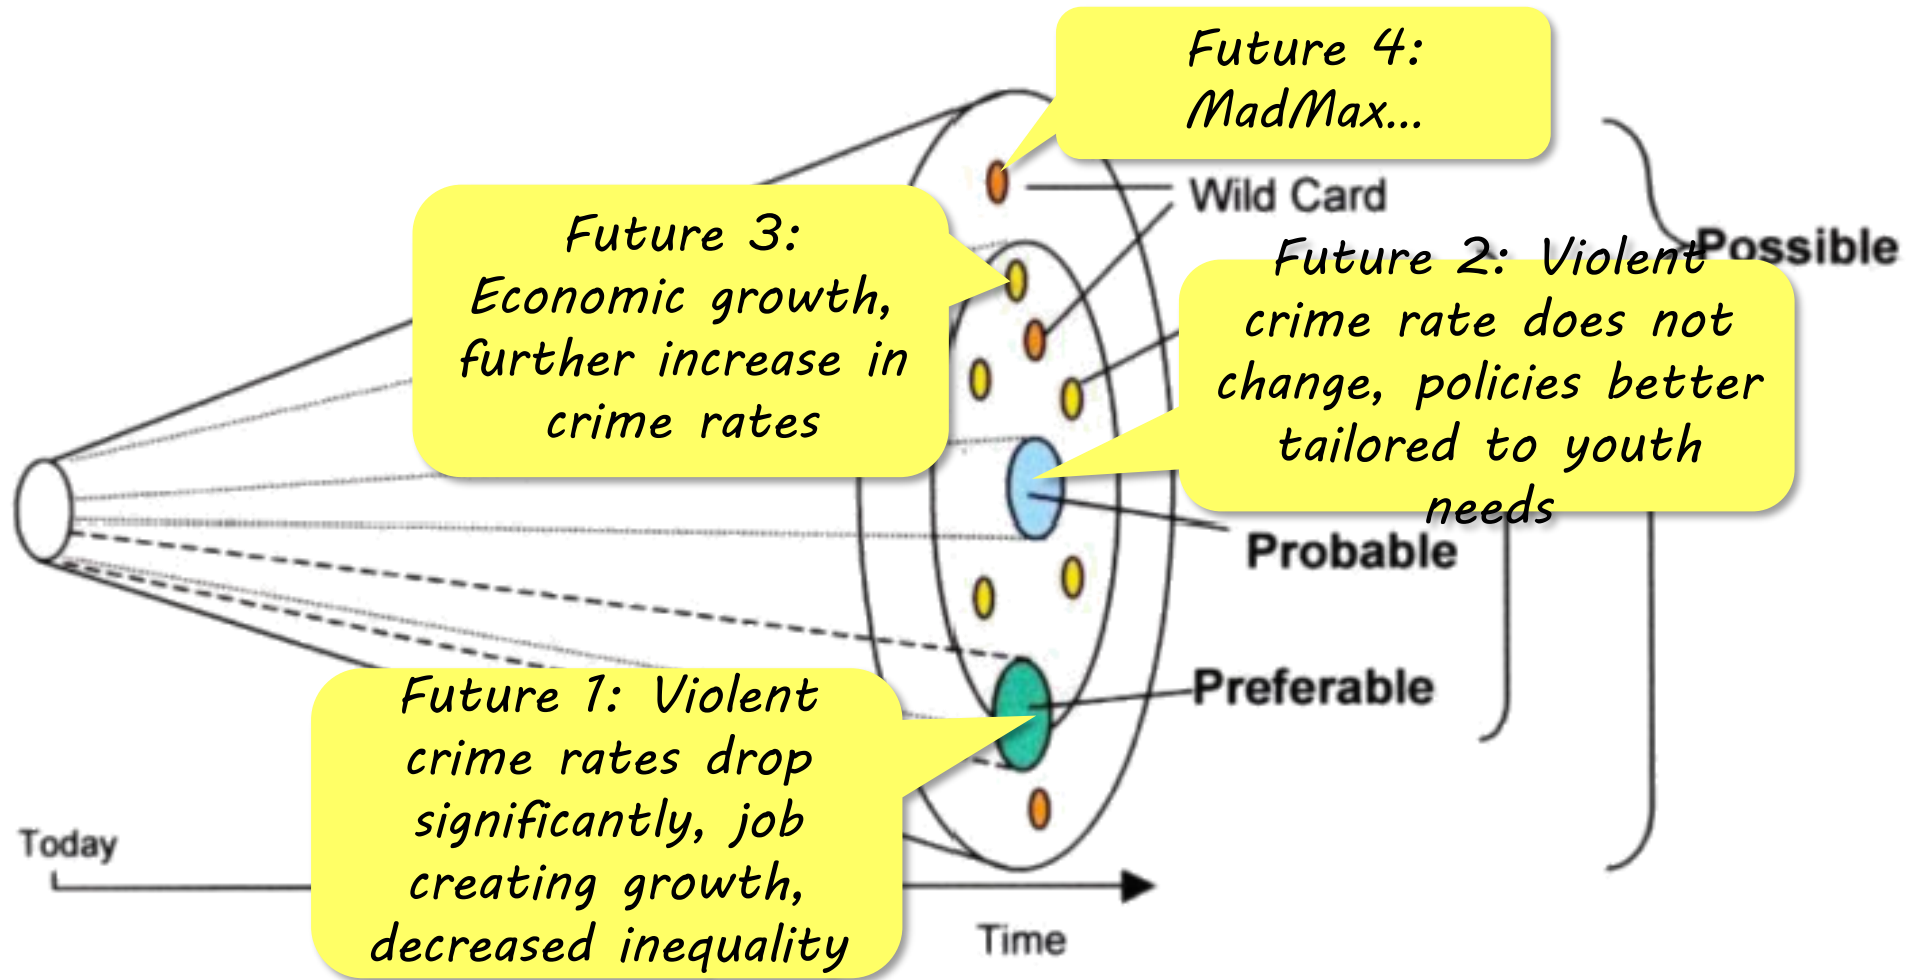 Future 4:
MadMax...
Wild Card
Possible
Future 3:
Economic growth,
further increase in
crime rates
Future 2: Violent
crime rate does not
change, policies better
tailored to youth
needs
Probable
Preferable
Future 1: Violent
crime rates drop
significantly, job
creating growth,
decreased inequality
Today
Time